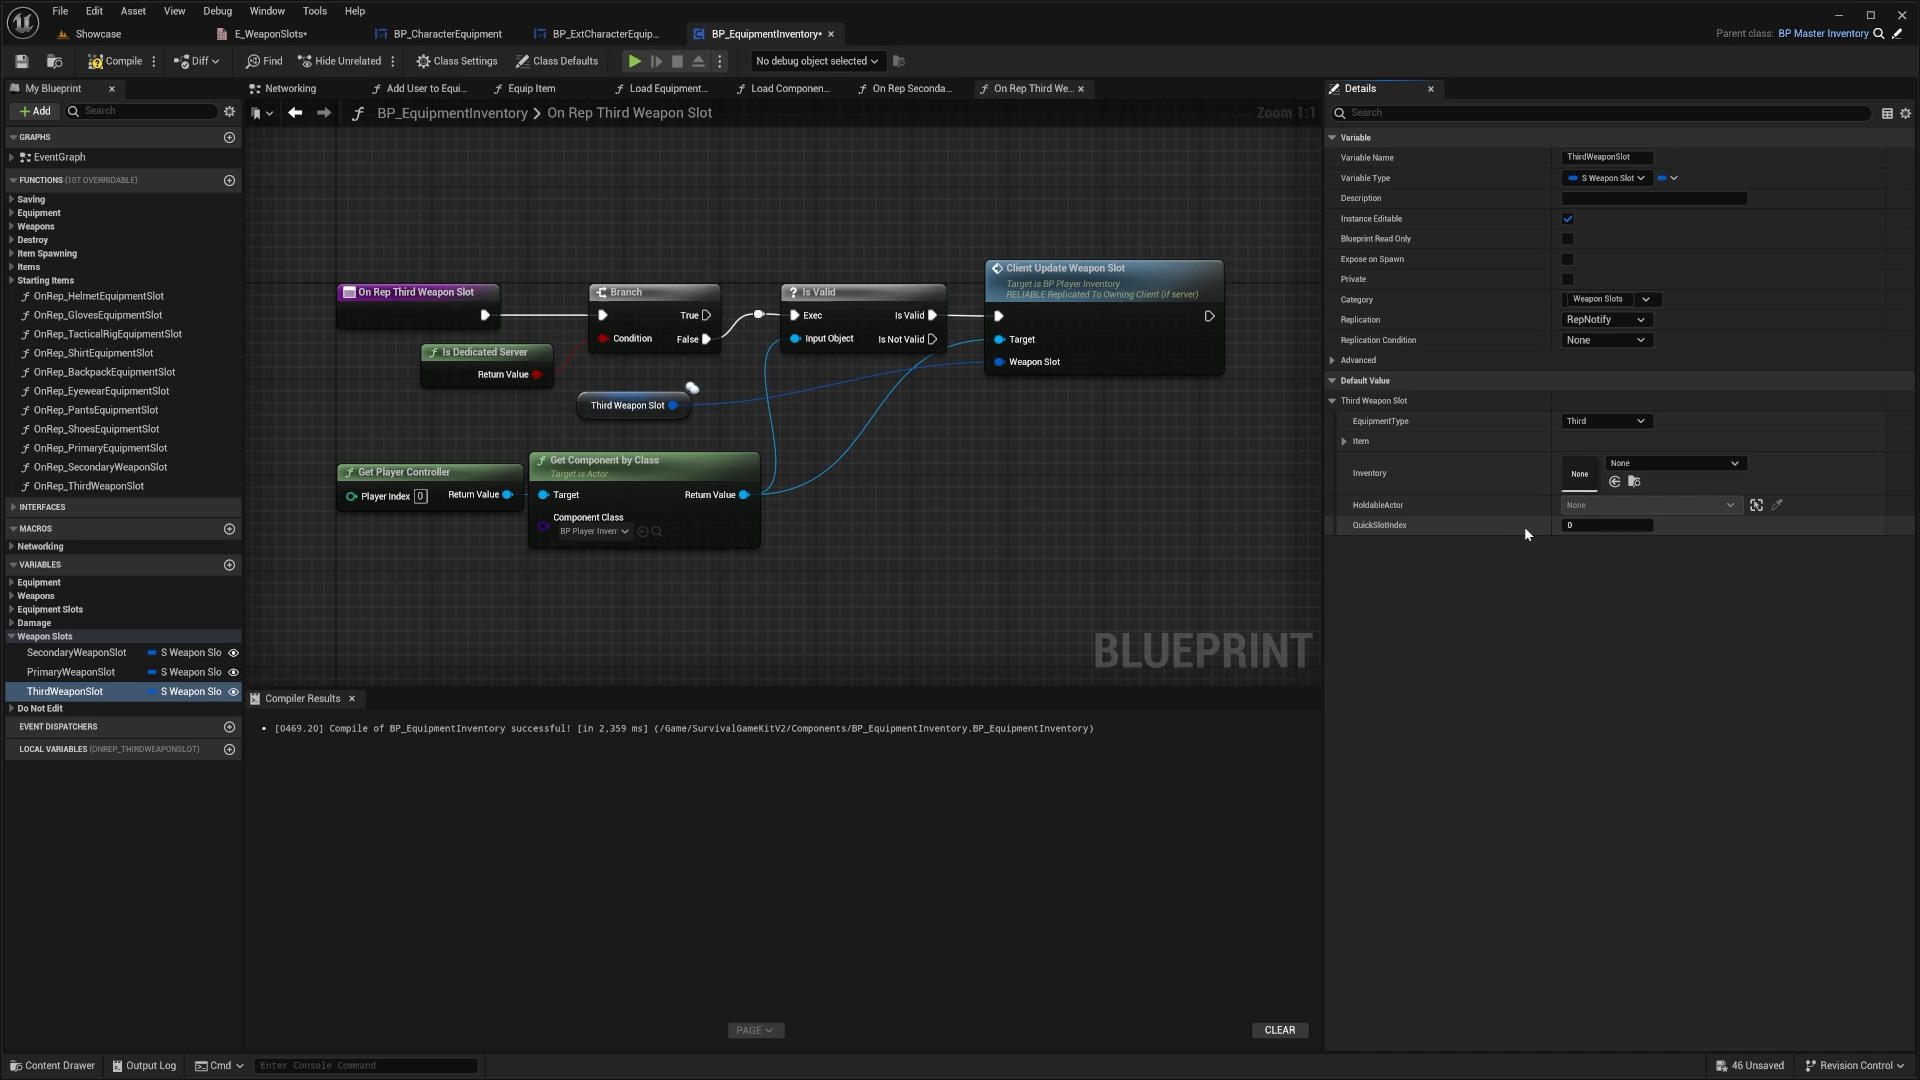 File Edit Asset View Debug Window Tools Help
Showcase
E_WeaponSlots*
BP_CharacterEquipment
BP_ExtCharacterEquip...
BP_EquipmentInventory*
Parent class: BP Master Inventory
Compile
Diff
Find
Hide Unrelated
Class Settings
Class Defaults
No debug object selected
My Blueprint
Networking
Add User to Equi...
Equip Item
Load Equipment...
Load Componen...
On Rep Seconda...
On Rep Third We...
Details
+ Add
Search
BP_EquipmentInventory > On Rep Third Weapon Slot
Zoom 1:1
Search
GRAPHS
EventGraph
FUNCTIONS (107 OVERRIDABLE)
Saving
Equipment
Weapons
Destroy
Item Spawning
Items
Starting Items
OnRep_HelmetEquipmentSlot
OnRep_GlovesEquipmentSlot
OnRep_TacticalRigEquipmentSlot
OnRep_ShirtEquipmentSlot
OnRep_BackpackEquipmentSlot
OnRep_EyewearEquipmentSlot
OnRep_PantsEquipmentSlot
OnRep_ShoesEquipmentSlot
OnRep_PrimaryEquipmentSlot
OnRep_SecondaryWeaponSlot
OnRep_ThirdWeaponSlot
INTERFACES
MACROS
Networking
VARIABLES
Equipment
Weapons
Equipment Slots
Damage
Weapon Slots
SecondaryWeaponSlot S Weapon Slo
PrimaryWeaponSlot S Weapon Slo
ThirdWeaponSlot S Weapon Slo
Do Not Edit
EVENT DISPATCHERS
LOCAL VARIABLES (ONREP_THIRDWEAPONSLOT)
On Rep Third Weapon Slot
Is Dedicated Server
Return Value
Branch
True
Condition
False
Is Valid
Exec
Is Valid
Input Object
Is Not Valid
Client Update Weapon Slot
Target is BP Player Inventory
RELIABLE Replicated To Owning Client (if server)
Target
Weapon Slot
Third Weapon Slot
Get Player Controller
Player Index 0
Return Value
Get Component by Class
Target is Actor
Target
Return Value
Component Class
BP Player Inven
BLUEPRINT
Compiler Results
[0469.20] Compile of BP_EquipmentInventory successful! [in 2,359 ms] (/Game/SurvivalGameKitV2/Components/BP_EquipmentInventory.BP_EquipmentInventory)
PAGE
CLEAR
Variable
Variable Name ThirdWeaponSlot
Variable Type S Weapon Slot
Description
Instance Editable
Blueprint Read Only
Expose on Spawn
Private
Category Weapon Slots
Replication RepNotify
Replication Condition None
Advanced
Default Value
Third Weapon Slot
EquipmentType Third
Item
Inventory None None
HoldableActor None
QuickSlotIndex 0
Content Drawer
Output Log
Cmd
Enter Console Command
46 Unsaved
Revision Control